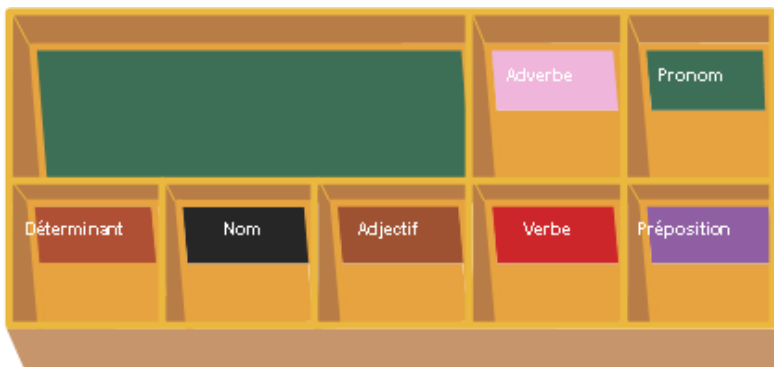 Adverbe
Pronom
Déterminant
Nom
Adjectif
Verbe
Préposition